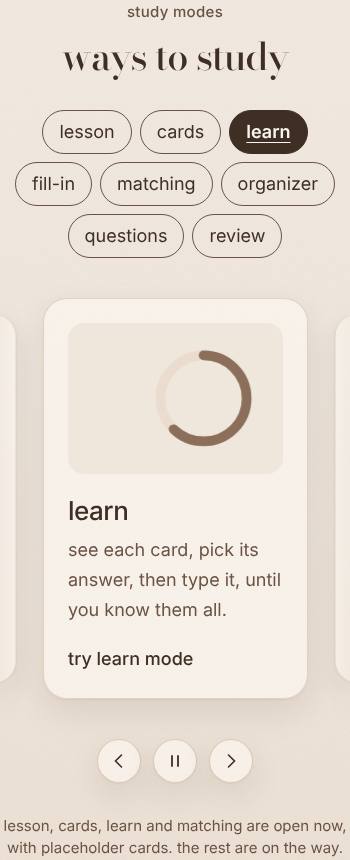 study modes
ways to study
lesson
cards
learn
fill-in
matching
organizer
questions
review
learn
see each card, pick its
answer, then type it, until
you know them all.
try learn mode
lesson, cards, learn and matching are open now,
with placeholder cards. the rest are on the way.